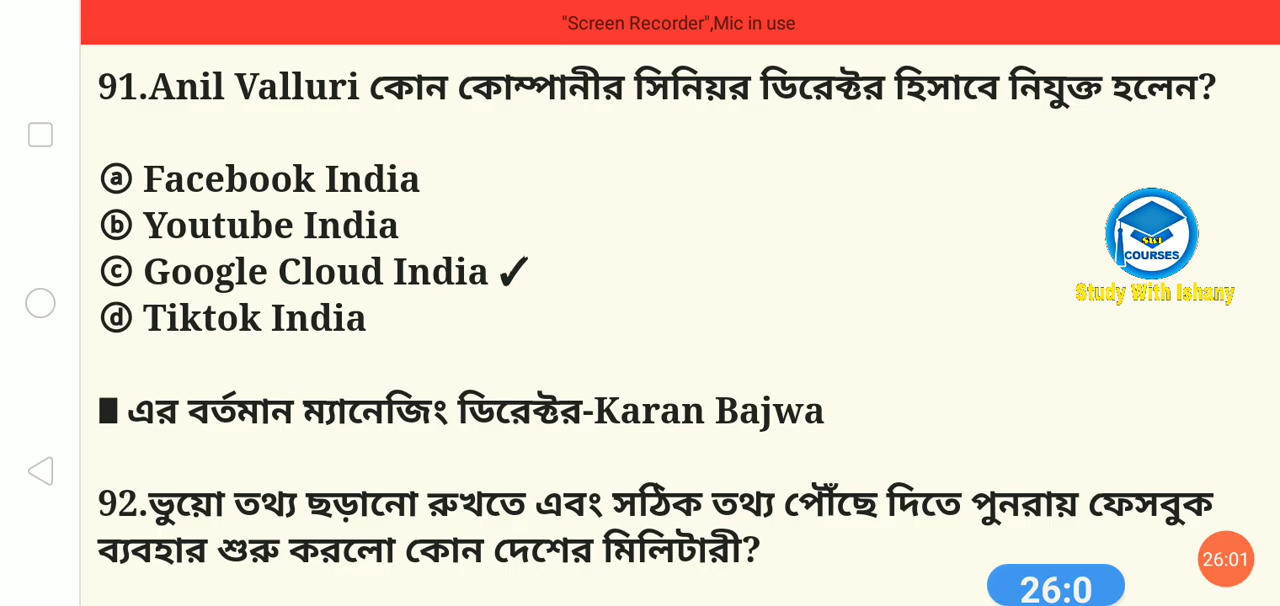 "Screen Recorder",Mic in use
91.Anil Valluri কোন কোম্পানীর সিনিয়র ডিরেক্টর হিসাবে নিযুক্ত হলেন?
ⓐ Facebook India
ⓑ Youtube India
ⓒ Google Cloud India ✓
ⓓ Tiktok India
COURSES
Study With Ishany
■ এর বর্তমান ম্যানেজিং ডিরেক্টর-Karan Bajwa
92.ভুয়ো তথ্য ছড়ানো রুখতে এবং সঠিক তথ্য পৌঁছে দিতে পুনরায় ফেসবুক
ব্যবহার শুরু করলো কোন দেশের মিলিটারী?
26:01
26:0